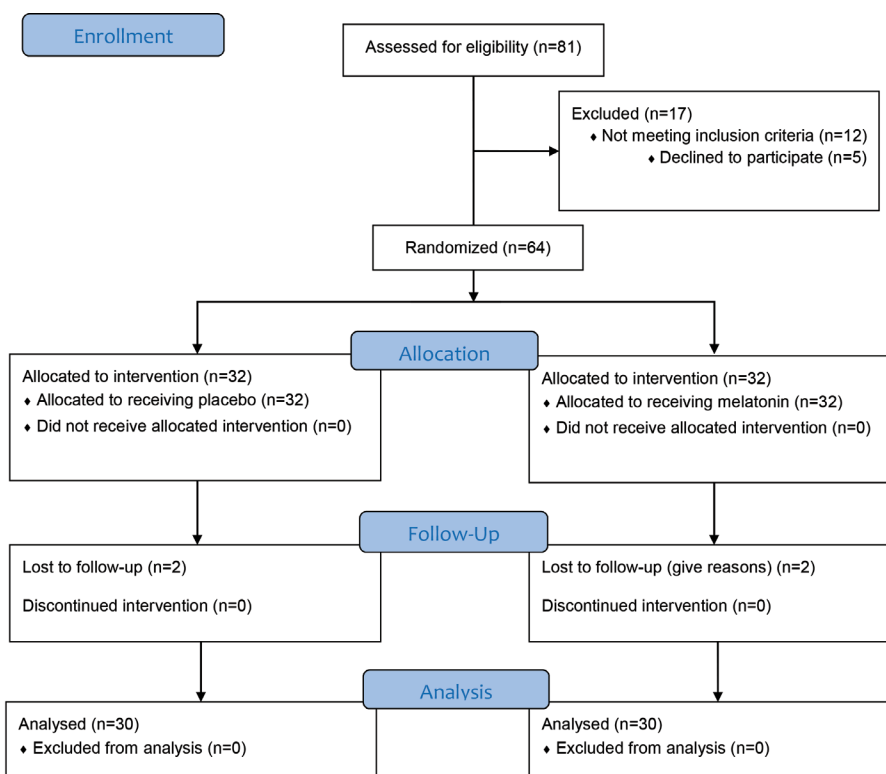 Enrollment
Assessed for eligibility (n=81)
Excluded (n=17)
♦ Not meeting inclusion criteria (n=12)
♦ Declined to participate (n=5)
Randomized (n=64)
Allocation
Allocated to intervention (n=32)
♦ Allocated to receiving placebo (n=32)
♦ Did not receive allocated intervention (n=0)
Allocated to intervention (n=32)
♦ Allocated to receiving melatonin (n=32)
♦ Did not receive allocated intervention (n=0)
Follow-Up
Lost to follow-up (n=2)
Discontinued intervention (n=0)
Lost to follow-up (give reasons) (n=2)
Discontinued intervention (n=0)
Analysis
Analysed (n=30)
♦ Excluded from analysis (n=0)
Analysed (n=30)
♦ Excluded from analysis (n=0)